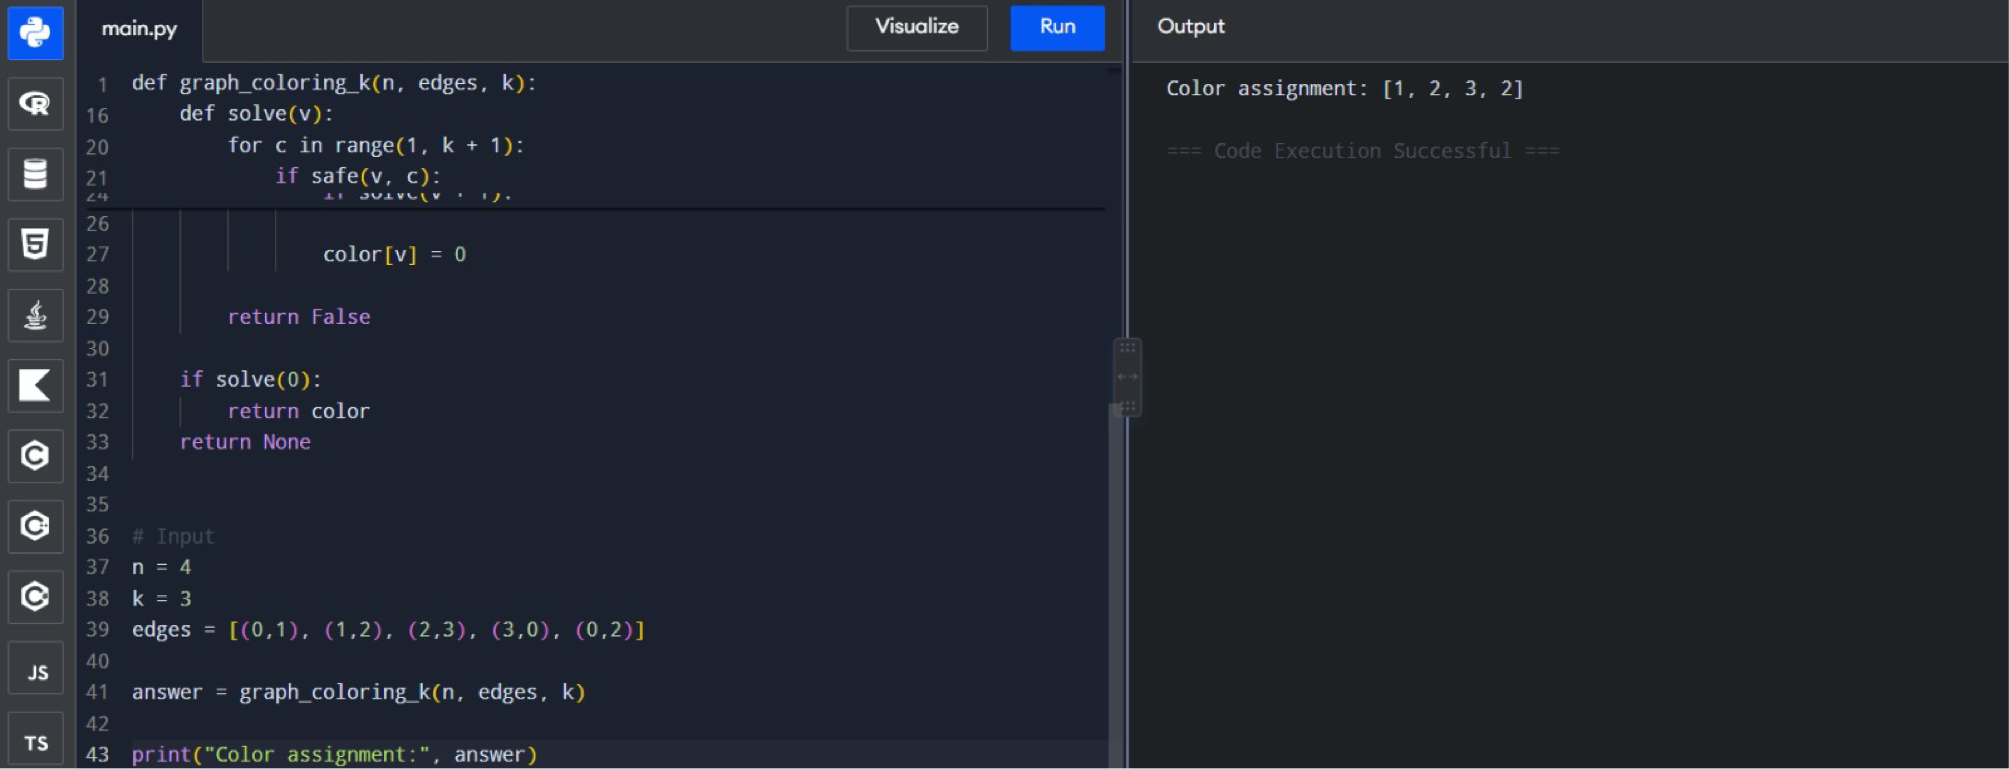 main.py
Visualize
Run
Output
1 def graph_coloring_k(n, edges, k):
16 def solve(v):
20 for c in range(1, k + 1):
21 if safe(v, c):
24 if solve(v + 1):
26
27 color[v] = 0
28
29 return False
30
31 if solve(0):
32 return color
33 return None
34
35
36 # Input
37 n = 4
38 k = 3
39 edges = [(0,1), (1,2), (2,3), (3,0), (0,2)]
40
41 answer = graph_coloring_k(n, edges, k)
42
43 print("Color assignment:", answer)
JS
TS
Color assignment: [1, 2, 3, 2]
=== Code Execution Successful ===